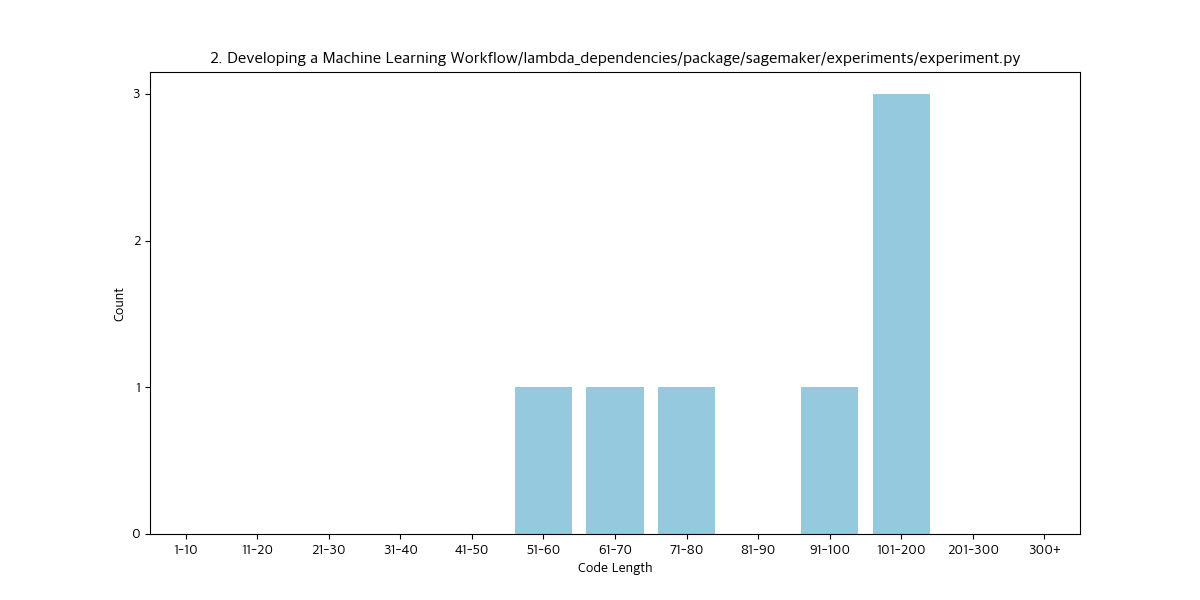 2. Developing a Machine Learning Workflow/lambda_dependencies/package/sagemaker/experiments/experiment.py
3
2
1
0
Count
1-10 11-20 21-30 31-40 41-50 51-60 61-70 71-80 81-90 91-100 101-200 201-300 300+
Code Length